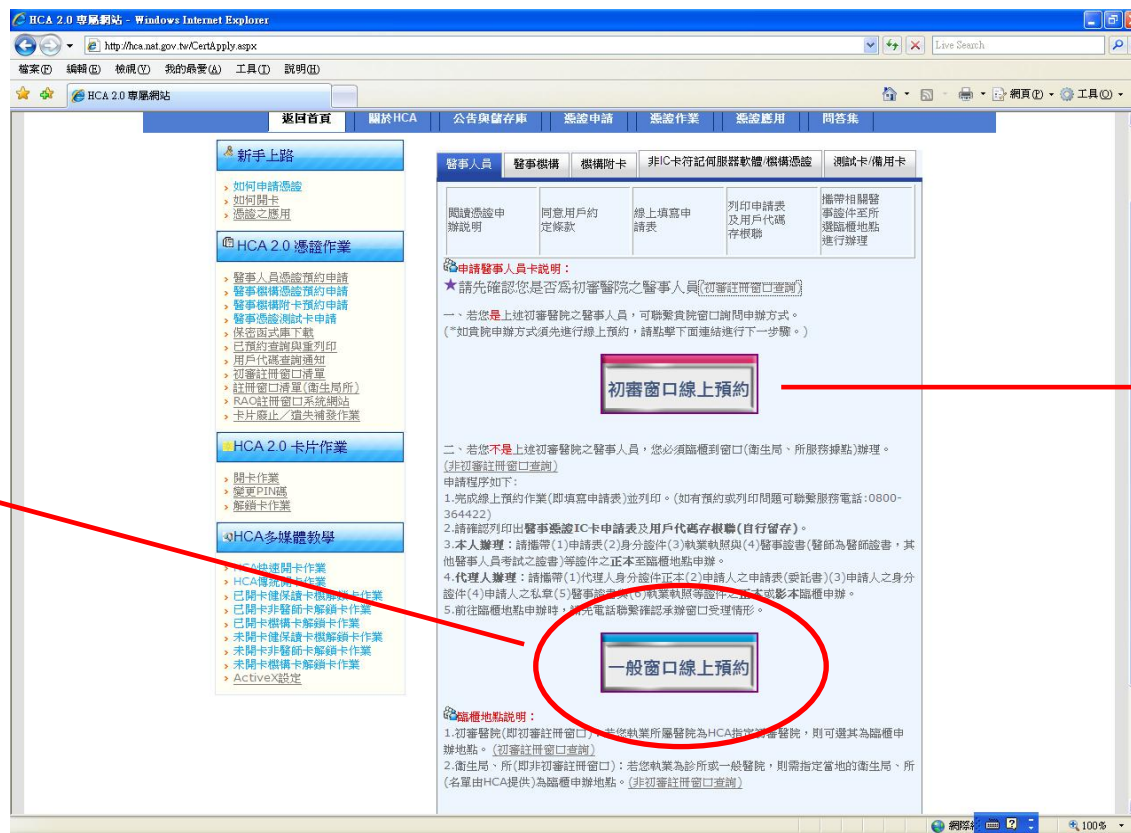 HCA 2.0 專屬網站 - Windows Internet Explorer
http://hca.nat.gov.tw/CertApply.aspx
Live Search
檔案(F) 編輯(E) 檢視(V) 我的最愛(A) 工具(T) 說明(H)
HCA 2.0 專屬網站
網頁(P) 工具(O)
返回首頁 關於HCA 公告與儲存庫 憑證申請 憑證作業 憑證應用 問答集
新手上路
如何申請憑證
如何開卡
憑證之應用
HCA 2.0 憑證作業
醫事人員憑證預約申請
醫事機構憑證預約申請
醫事機構附卡預約申請
醫事憑證測試卡申請
保密函式庫下載
已預約查詢與重列印
用戶代碼查詢通知
初審註冊窗口清單
註冊窗口清單(衛生局所)
RAO註冊窗口系統網站
卡片廢止／遺失補發作業
HCA 2.0 卡片作業
開卡作業
變更PIN碼
解鎖卡作業
HCA多媒體教學
HCA快速開卡作業
HCA傳統開卡作業
已開卡健保讀卡機解鎖卡作業
已開卡非醫師卡解鎖卡作業
已開卡機構卡解鎖卡作業
未開卡健保讀卡機解鎖卡作業
未開卡非醫師卡解鎖卡作業
未開卡機構卡解鎖卡作業
ActiveX設定
醫事人員 醫事機構 機構附卡 非IC卡符記伺服器軟體/機構憑證 測試卡/備用卡
閱讀憑證申
辦說明
同意用戶約
定條款
線上填寫申
請表
列印申請表
及用戶代碼
存根聯
攜帶相關醫
事證件至所
選臨櫃地點
進行辦理
申請醫事人員卡說明：
★請先確認您是否為初審醫院之醫事人員(初審註冊窗口查詢)
一、若您是上述初審醫院之醫事人員，可聯繫貴院窗口詢問申辦方式。
(*如貴院申辦方式須先進行線上預約，請點擊下面連結進行下一步驟。)
初審窗口線上預約
二、若您不是上述初審醫院之醫事人員，您必須臨櫃到窗口(衛生局、所服務據點)辦理。
(非初審註冊窗口查詢)
申請程序如下:
1.完成線上預約作業(即填寫申請表)並列印。(如有預約或列印問題可聯繫服務電話:0800-
364422)
2.請確認列印出醫事憑證IC卡申請表及用戶代碼存根聯(自行留存)。
3.本人辦理：請攜帶(1)申請表(2)身分證件(3)執業執照與(4)醫事證書(醫師為醫師證書，其
他醫事人員考試之證書)等證件之正本至臨櫃地點申辦。
4.代理人辦理：請攜帶(1)代理人身分證件正本(2)申請人之申請表(委託書)(3)申請人之身分
證件(4)申請人之私章(5)醫事證書與(6)執業執照等證件之正本或影本臨櫃申辦。
5.前往臨櫃地點申辦時，請先電話聯繫確認承辦窗口受理情形。
一般窗口線上預約
臨櫃地點說明：
1.初審醫院(即初審註冊窗口)：若您執業所屬醫院為HCA指定初審醫院，則可選其為臨櫃申
辦地點。(初審註冊窗口查詢)
2.衛生局、所(即非初審註冊窗口)：若您執業為診所或一般醫院，則需指定當地的衛生局、所
(名單由HCA提供)為臨櫃申辦地點。(非初審註冊窗口查詢)
100%